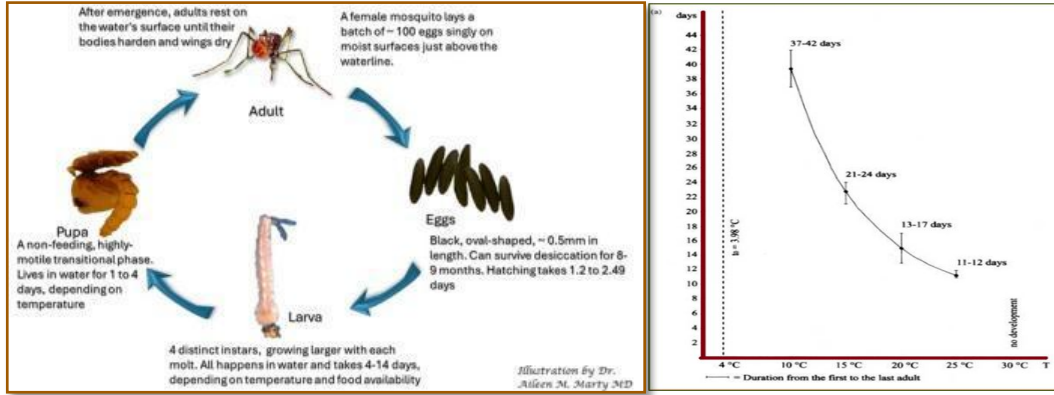 After emergence, adults rest on
the water's surface until their
bodies harden and wings dry
A female mosquito lays a
batch of ~ 100 eggs singly on
moist surfaces just above the
waterline.
Adult
Eggs
Black, oval-shaped, ~ 0.5mm in
length. Can survive desiccation for 8-
9 months. Hatching takes 1.2 to 2.49
days
Larva
4 distinct instars, growing larger with each
molt. All happens in water and takes 4-14 days,
depending on temperature and food availability
Pupa
A non-feeding, highly-
motile transitional phase.
Lives in water for 1 to 4
days, depending on
temperature
Illustration by Dr.
Aileen M. Marty MD
(a)
days
44
42
40
38
36
34
32
30
28
26
24
22
20
18
16
14
12
10
8
6
4
2
37-42 days
21-24 days
13-17 days
11-12 days
= 3.98 °C
no development
4 °C
10 °C
15 °C
20 °C
25 °C
30 °C
T
= Duration from the first to the last adult